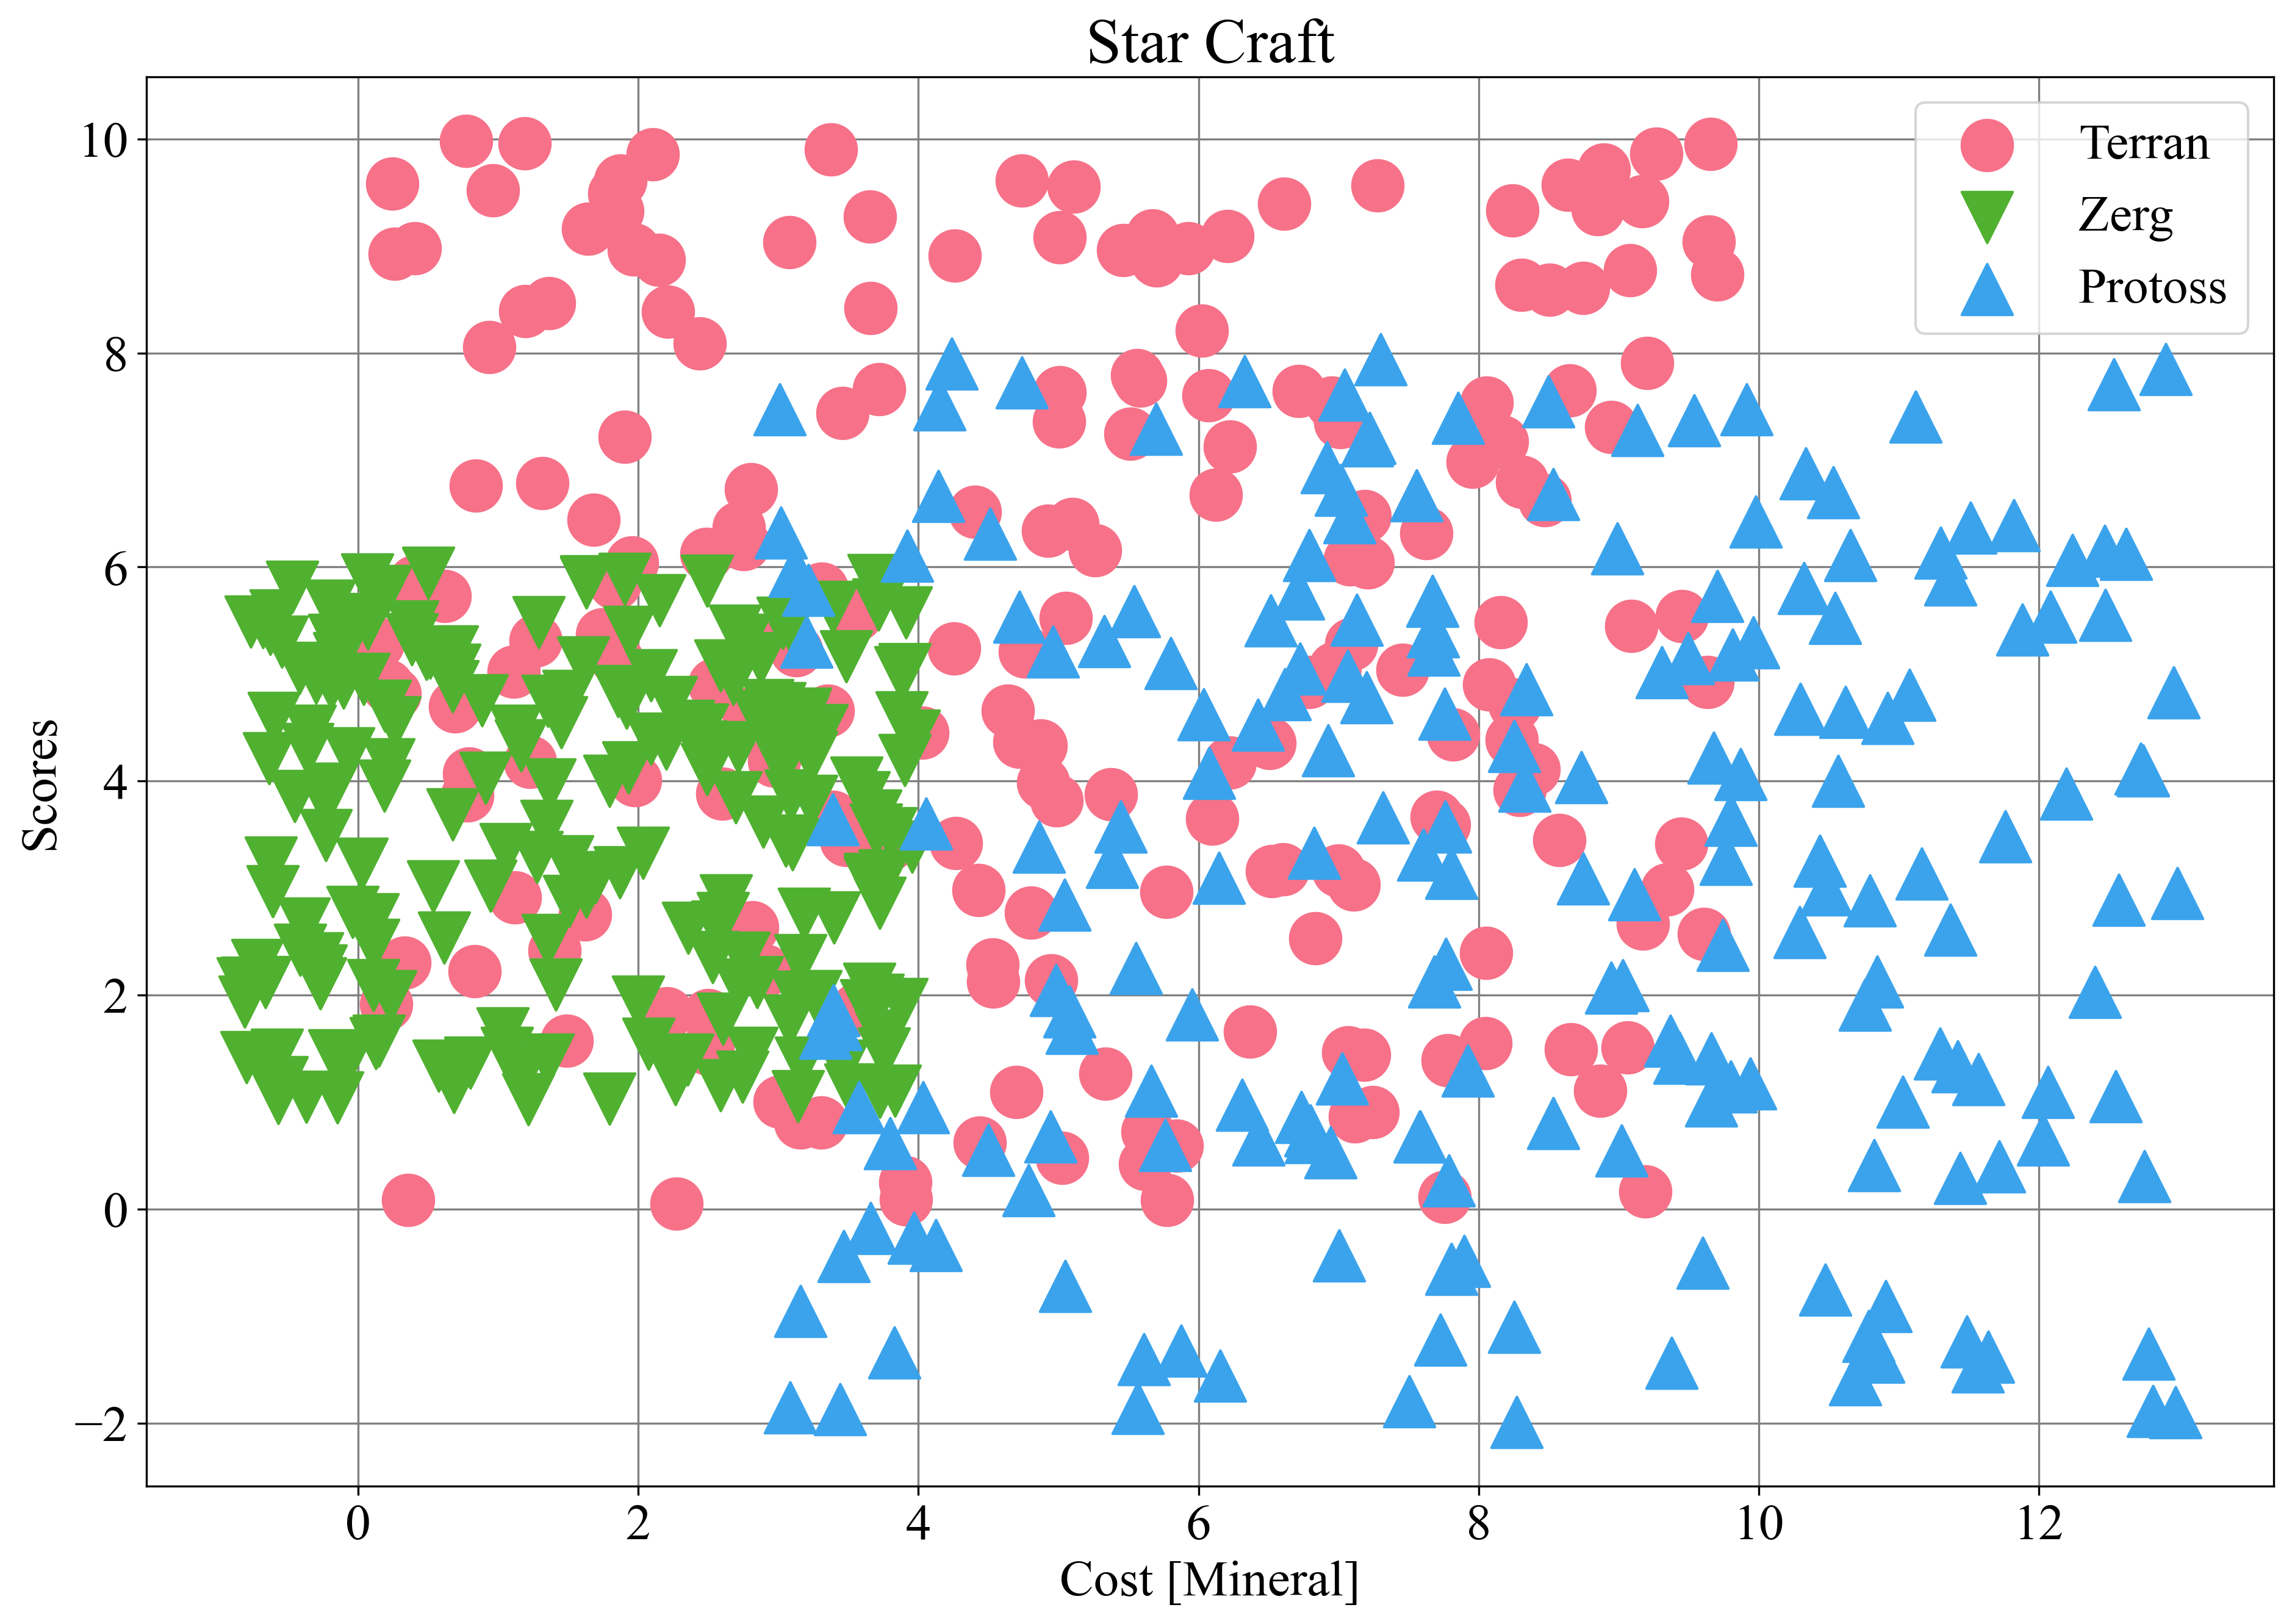 Star Craft
Terran
Zerg
Protoss
Scores
10
8
6
4
2
0
−2
0 2 4 6 8 10 12
Cost [Mineral]